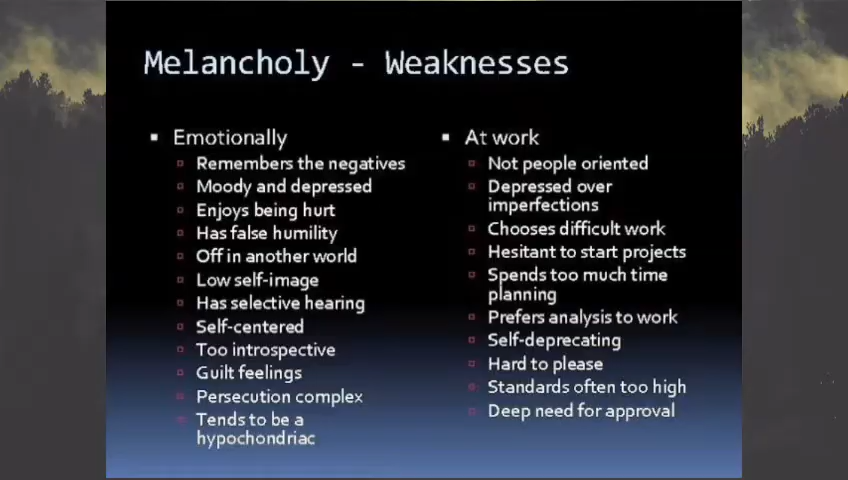 Melancholy - Weaknesses
Emotionally
Remembers the negatives
Moody and depressed
Enjoys being hurt
Has false humility
Off in another world
Low self-image
Has selective hearing
Self-centered
Too introspective
Guilt feelings
Persecution complex
Tends to be a
hypochondriac
At work
Not people oriented
Depressed over
imperfections
Chooses difficult work
Hesitant to start projects
Spends too much time
planning
Prefers analysis to work
Self-deprecating
Hard to please
Standards often too high
Deep need for approval